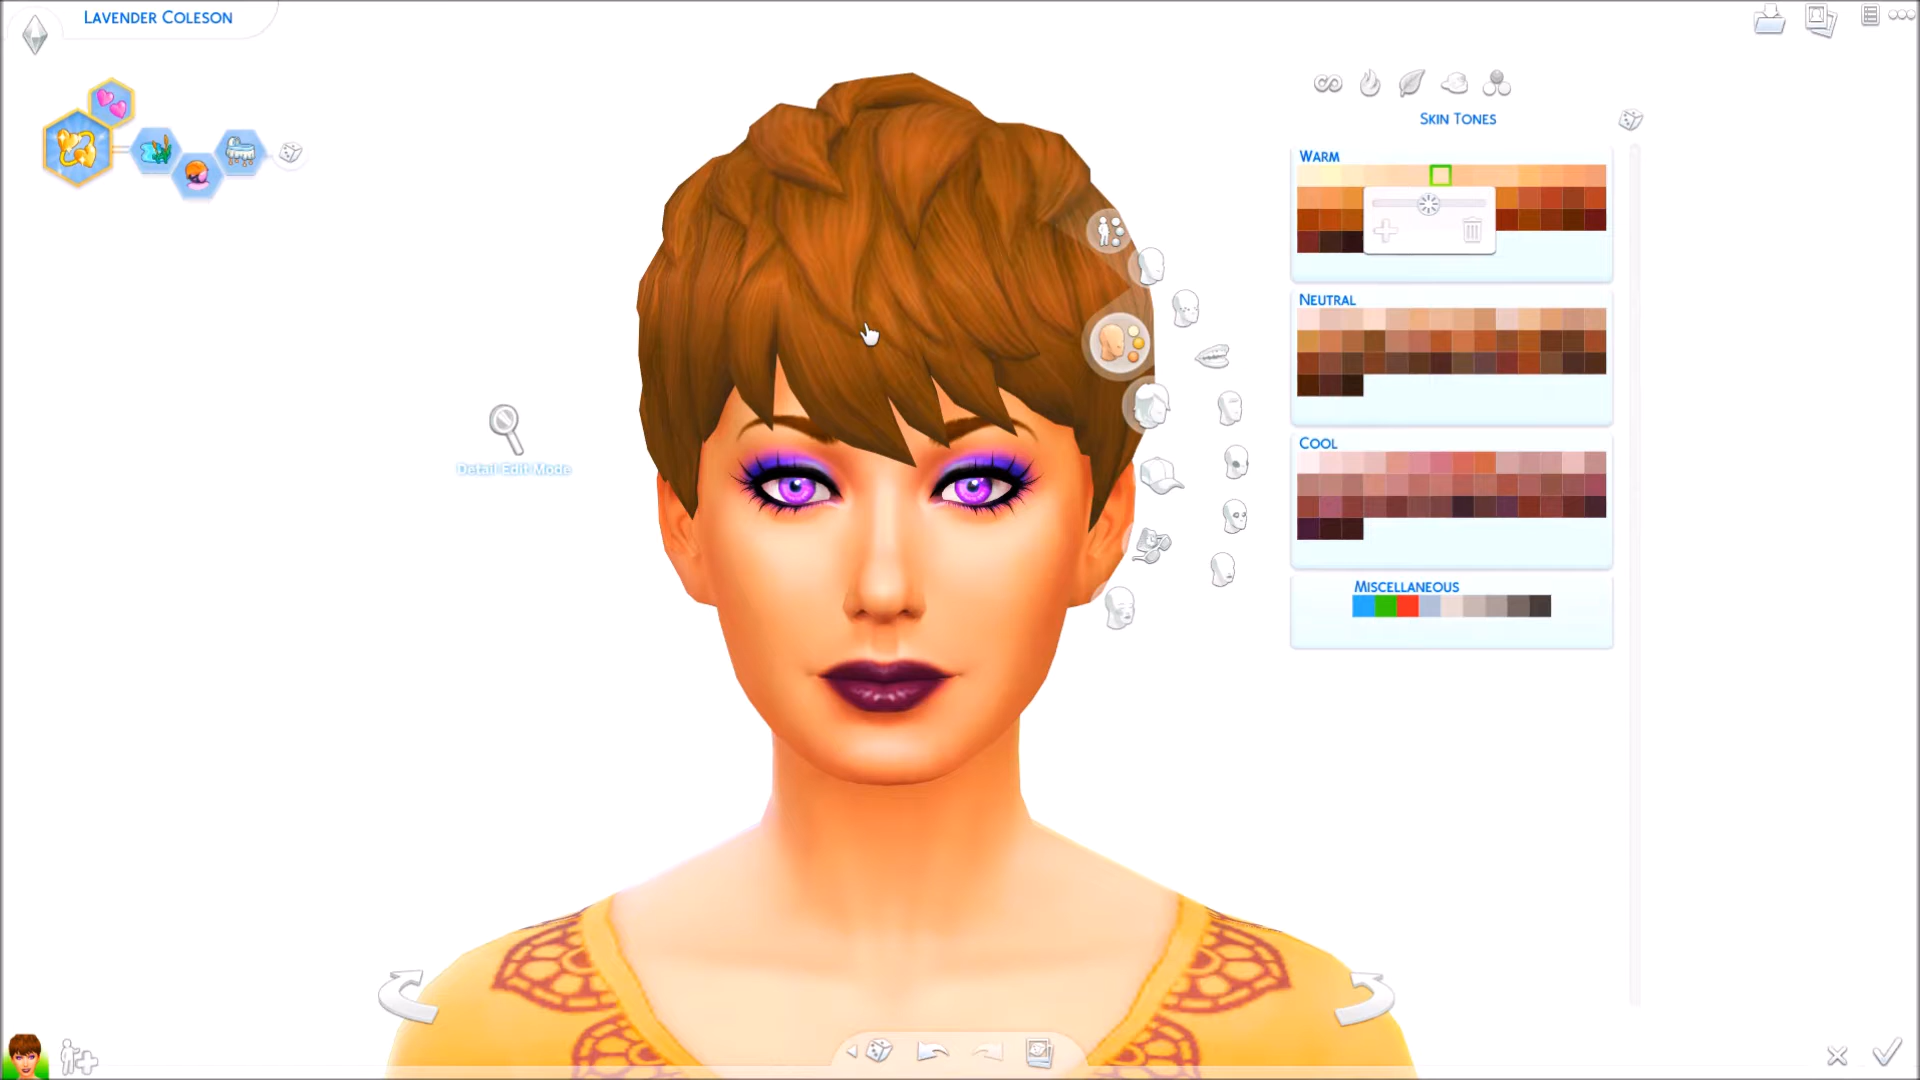 LAVENDER COLESON
SKIN TONES
WARM
NEUTRAL
Detail Edit Mode
COOL
MISCELLANEOUS